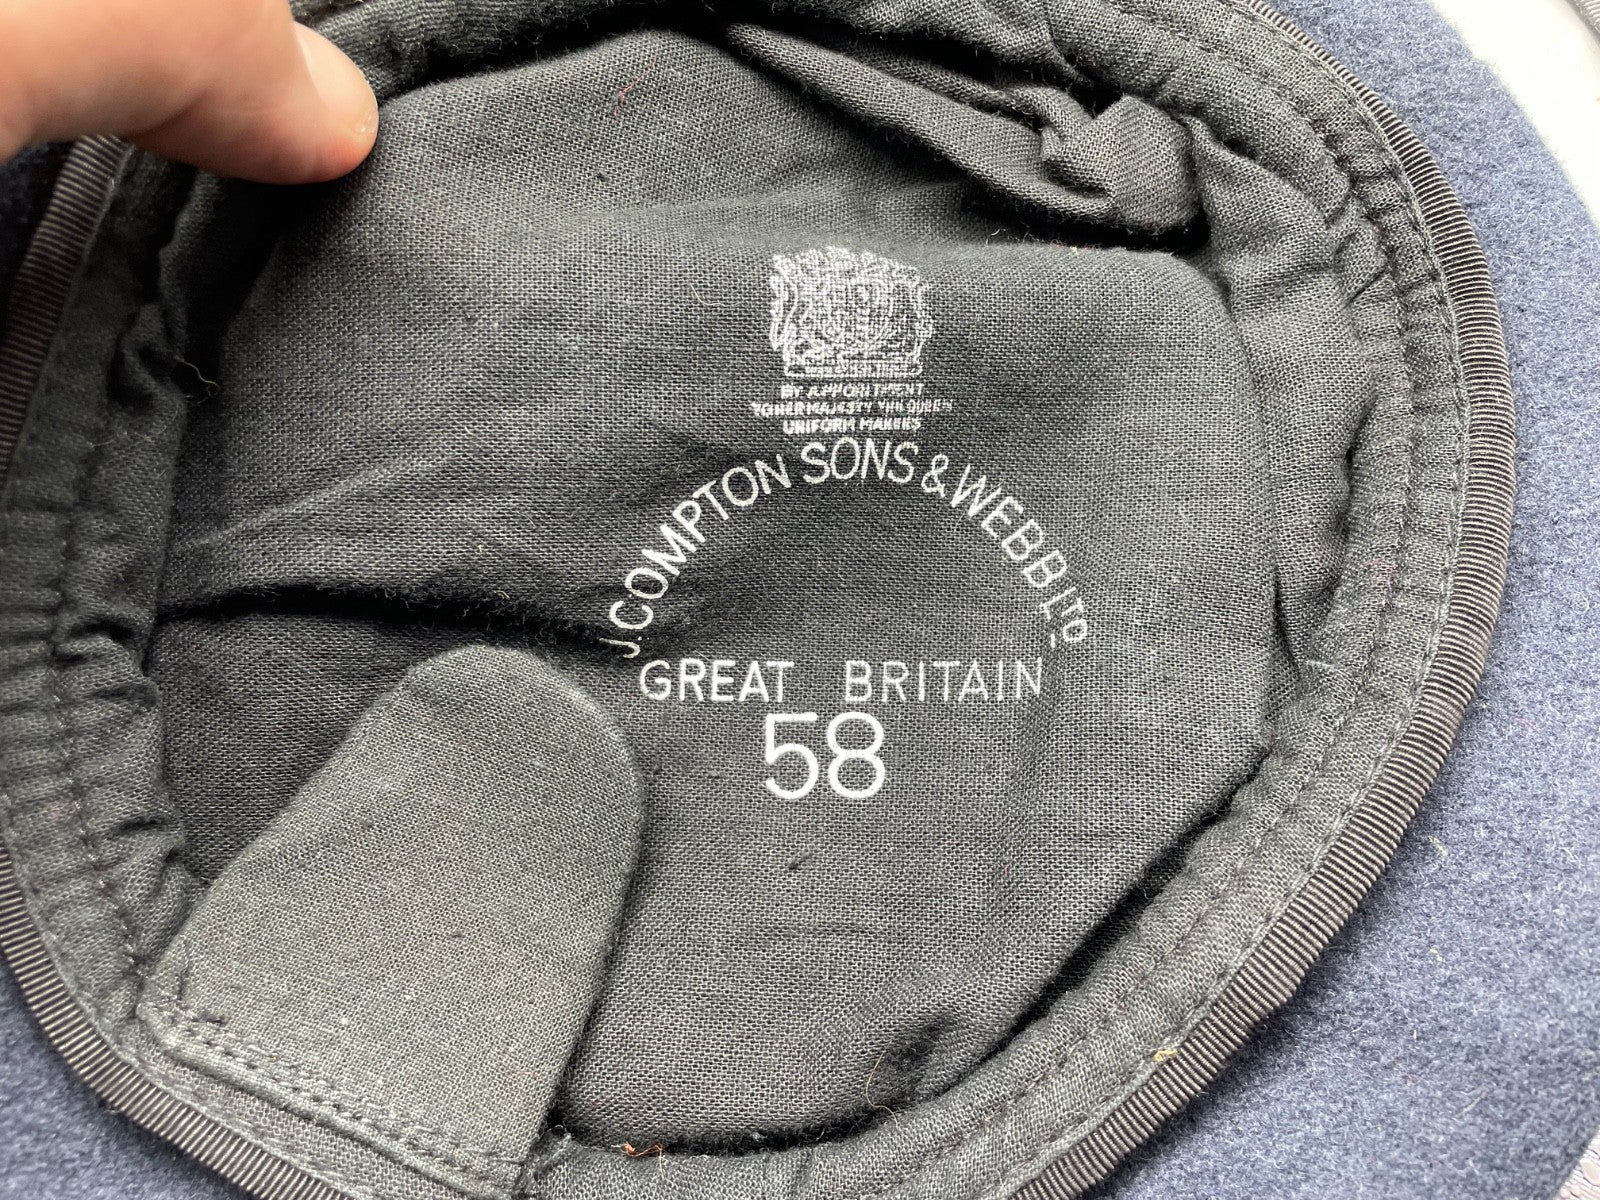 BY APPOINTMENT
TO HER MAJESTY THE QUEEN
UNIFORM MAKERS
J. COMPTON SONS & WEBB LTD
GREAT BRITAIN
58